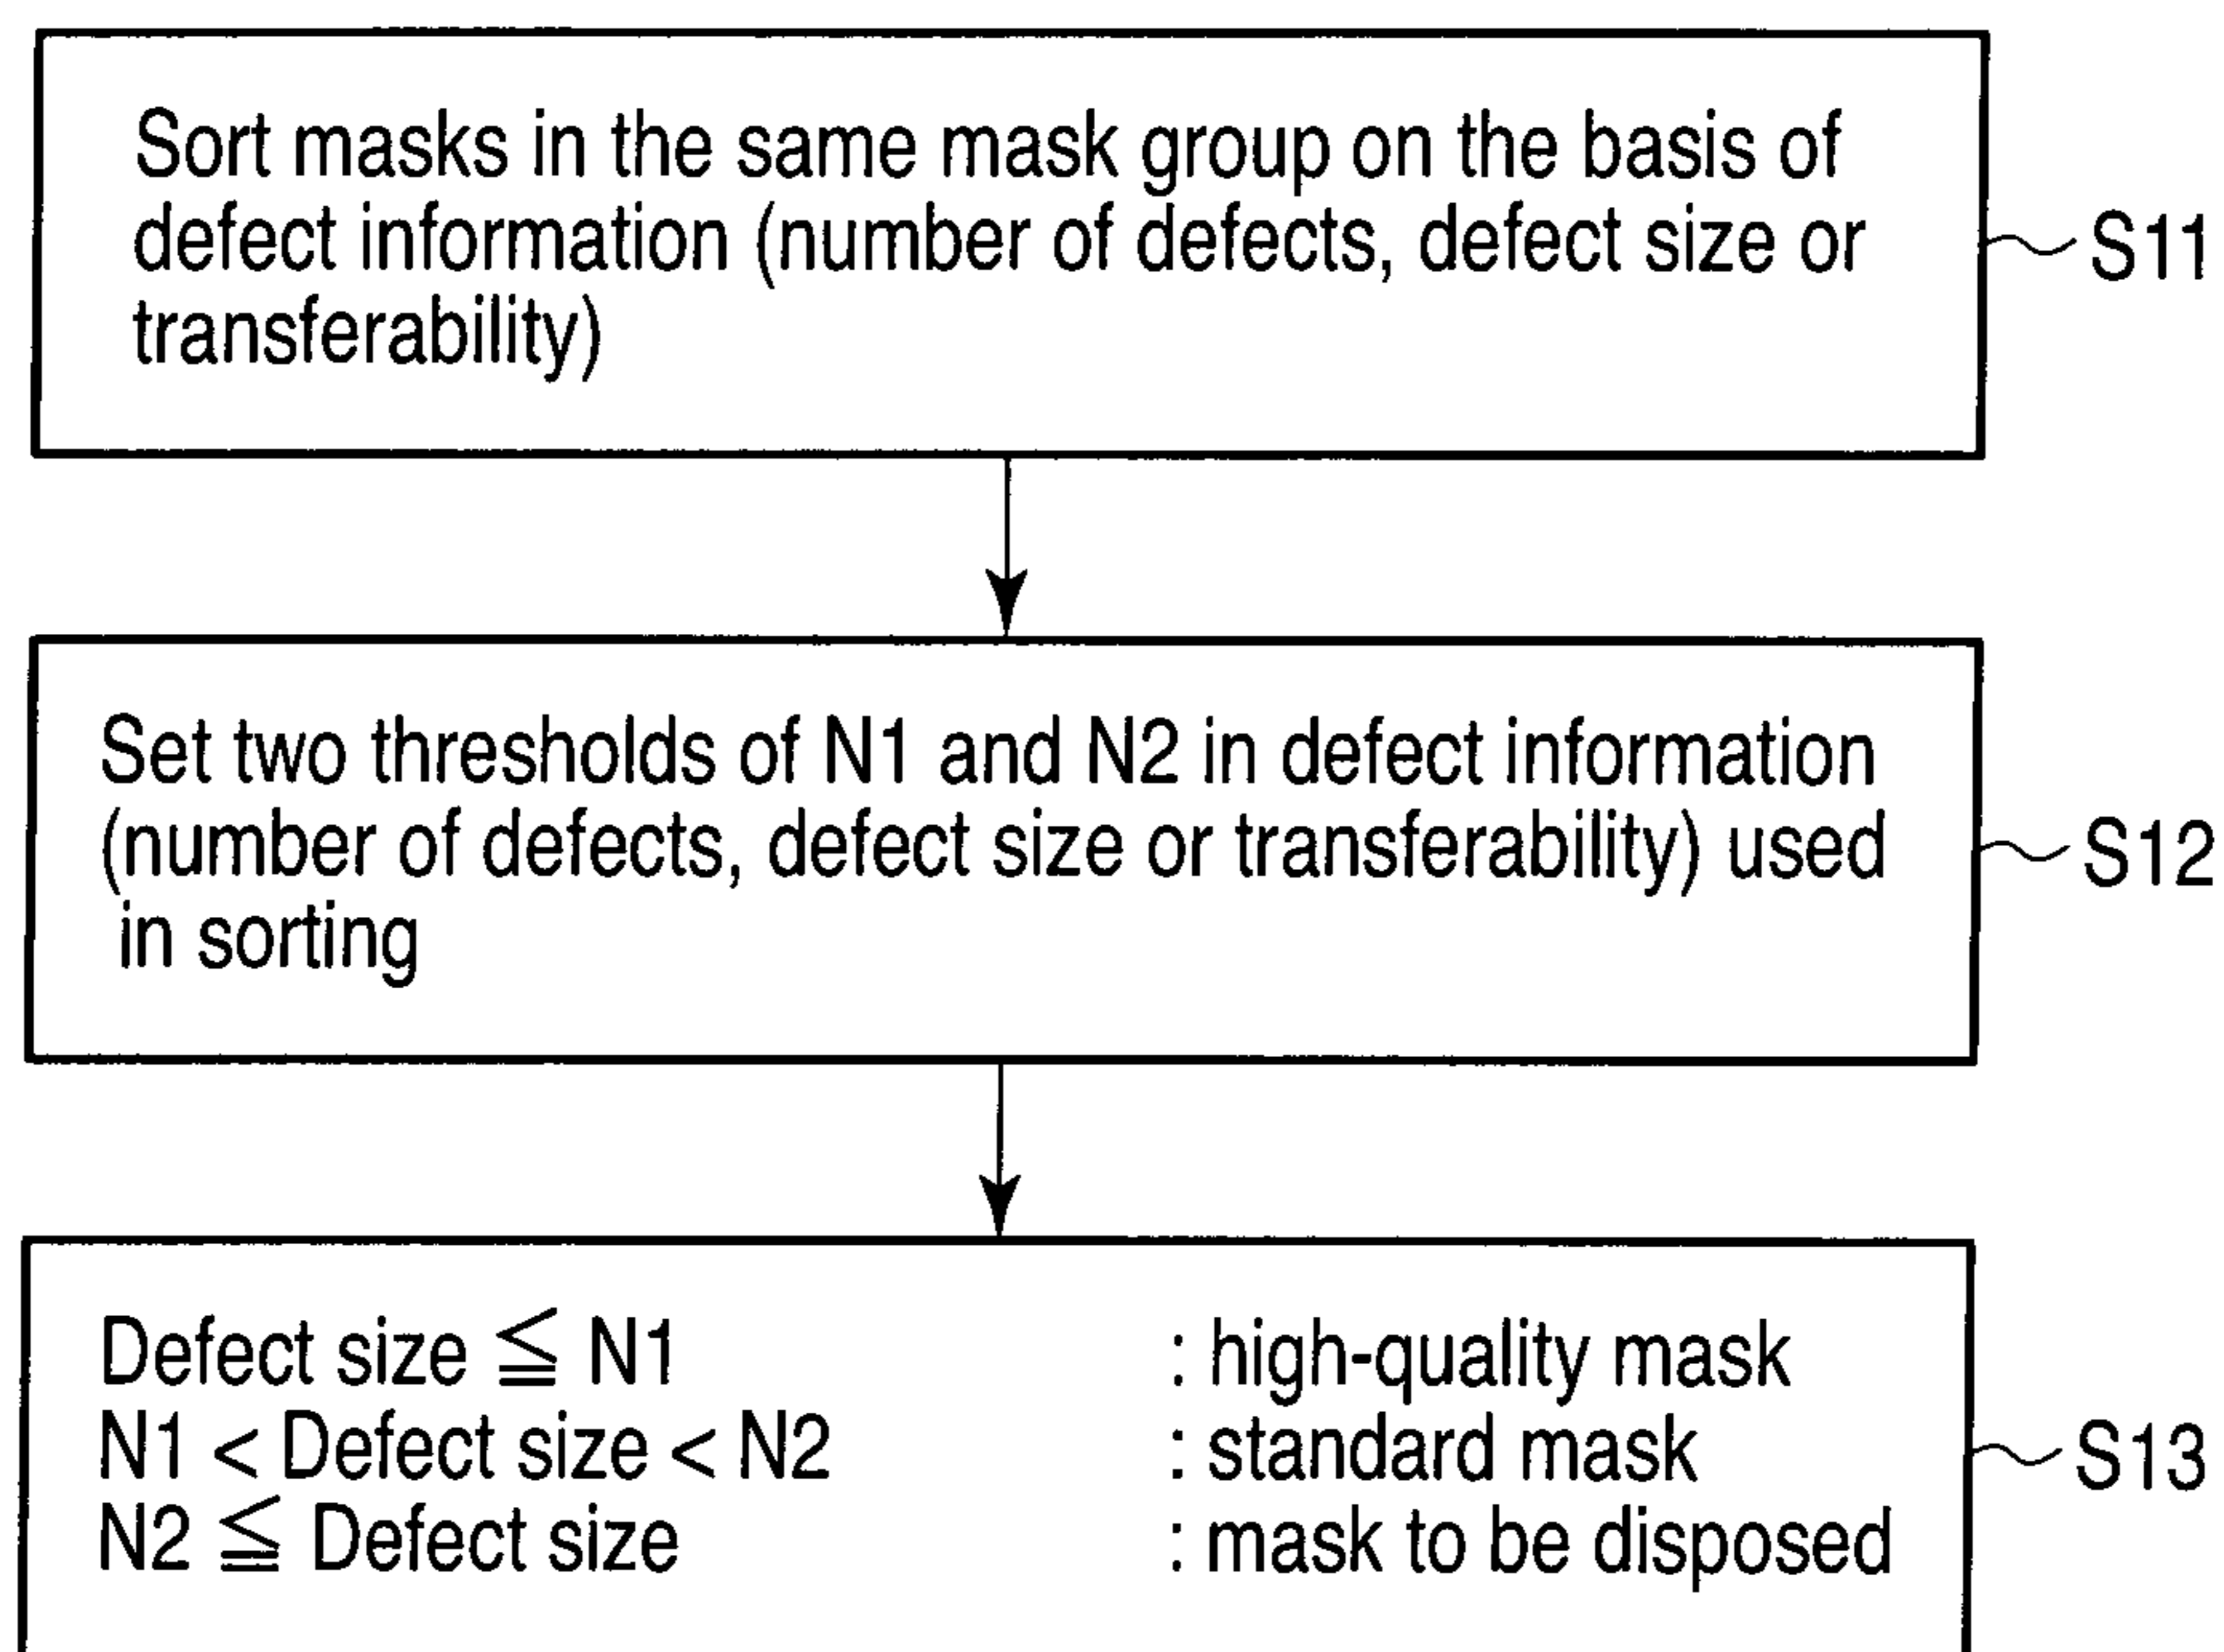 Sort masks in the same mask group on the basis of
defect information (number of defects, defect size or
transferability)
S11
Set two thresholds of N1 and N2 in defect information
(number of defects, defect size or transferability) used
in sorting
S12
Defect size ≦ N1 : high-quality mask
N1 < Defect size < N2 : standard mask
N2 ≦ Defect size : mask to be disposed
S13